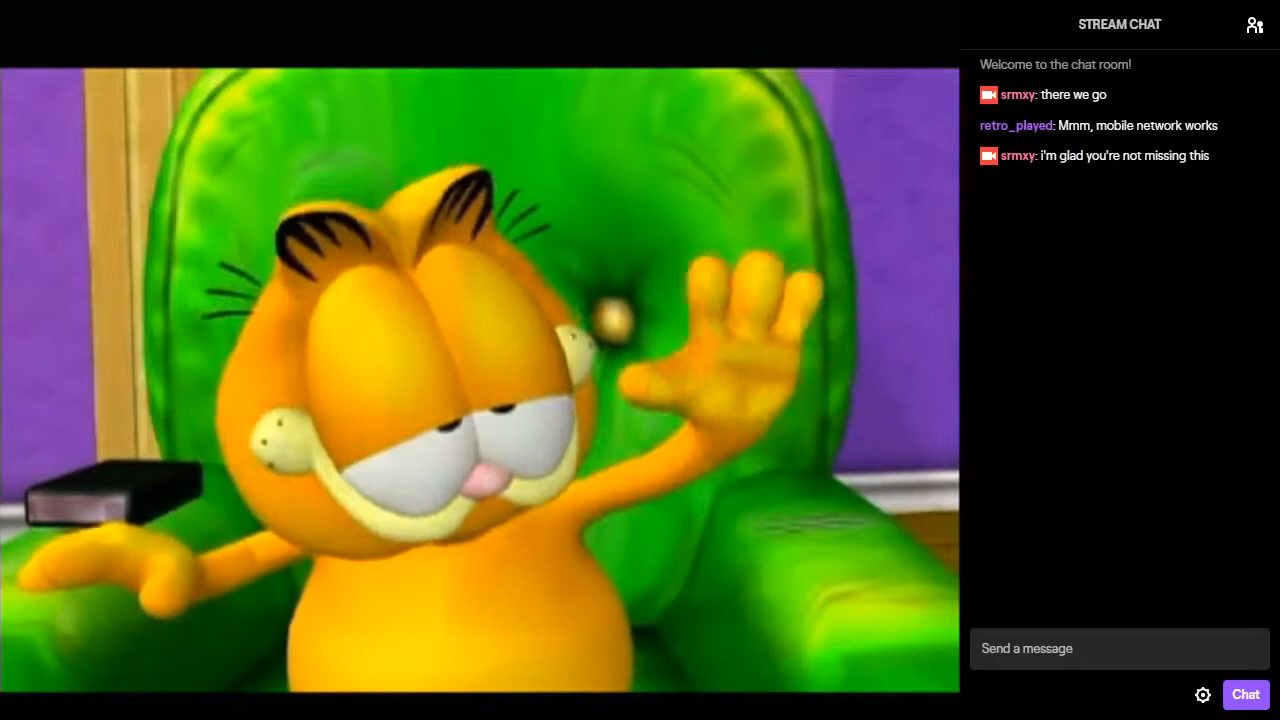 STREAM CHAT
Welcome to the chat room!
srmxy: there we go
retro_played: Mmm, mobile network works
srmxy: i'm glad you're not missing this
Send a message
Chat